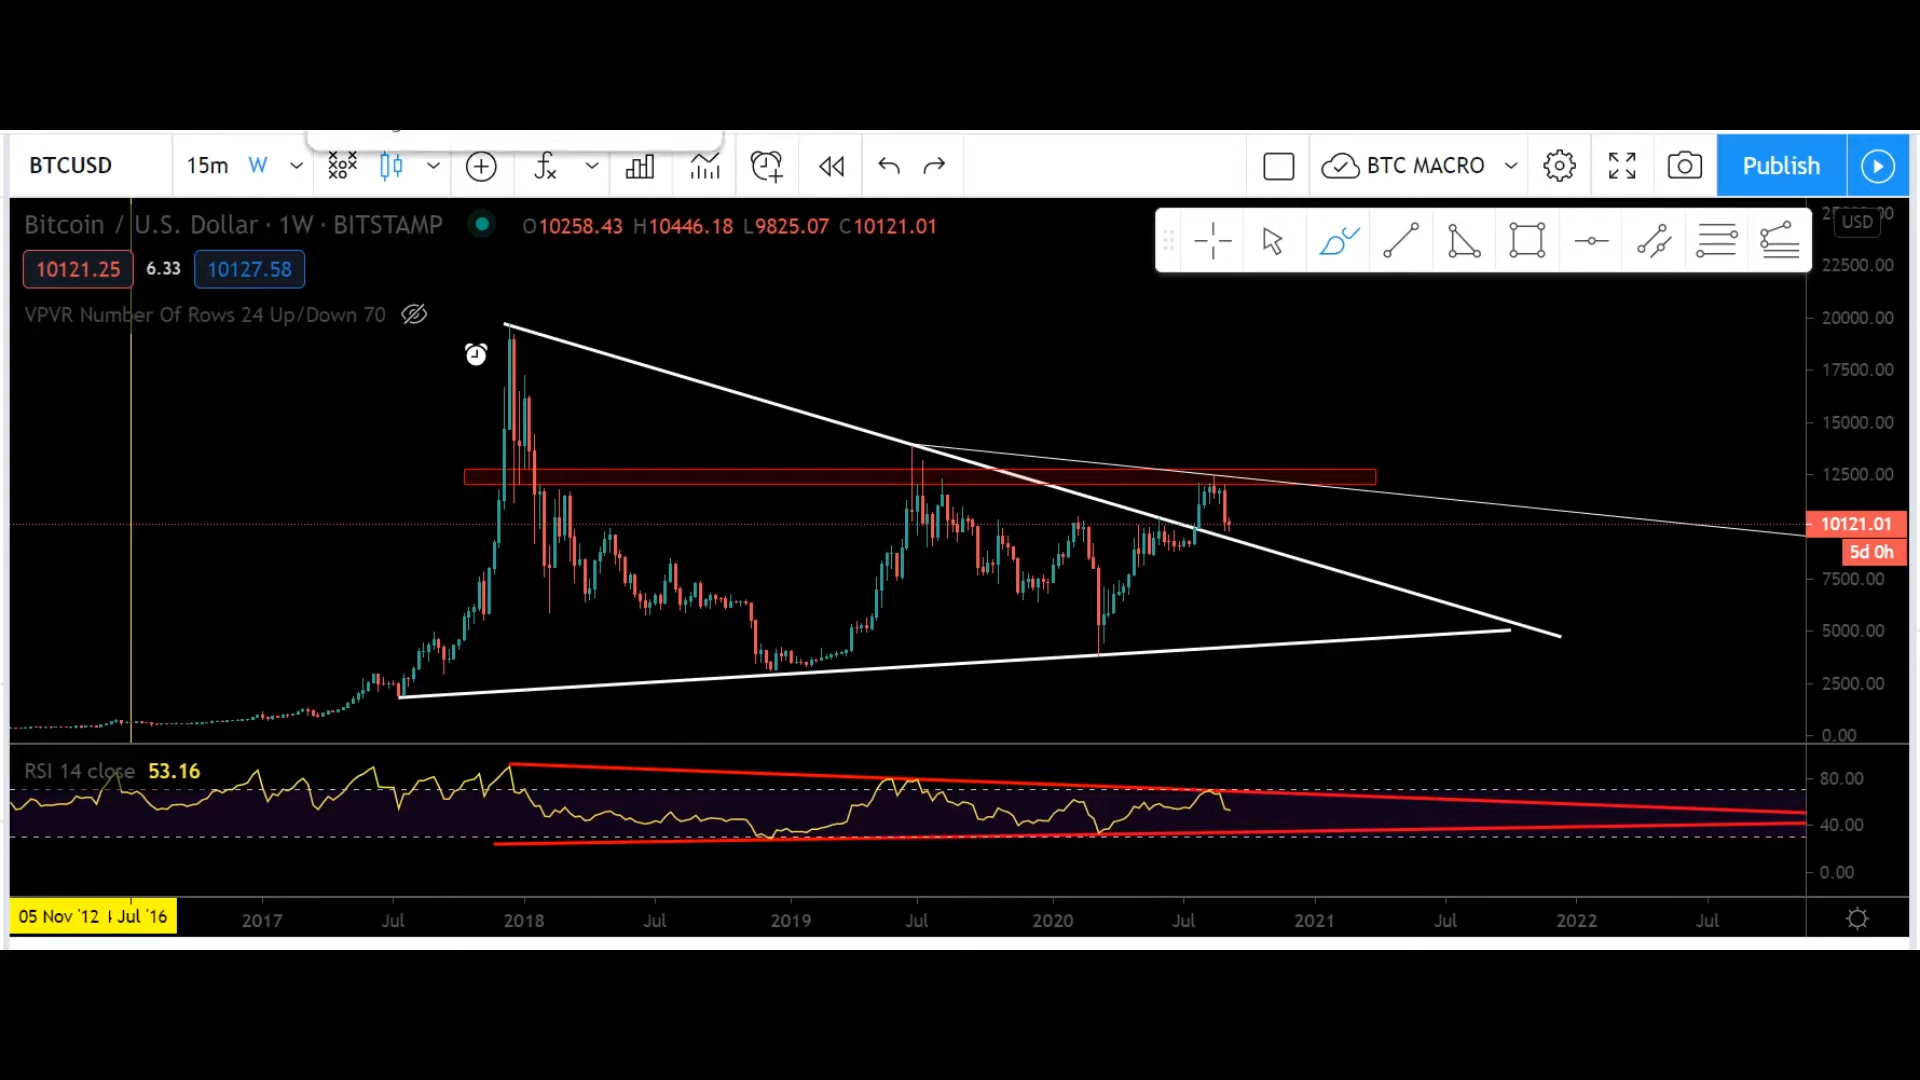 BTCUSD 15m W BTC MACRO Publish
Bitcoin / U.S. Dollar · 1W · BITSTAMP O10258.43 H10446.18 L9825.07 C10121.01
USD
10121.25 6.33 10127.58
22500.00
VPVR Number Of Rows 24 Up/Down 70
20000.00
17500.00
15000.00
12500.00
10121.01
5d 0h
7500.00
5000.00
2500.00
0.00
RSI 14 close 53.16
80.00
40.00
0.00
05 Nov '12 Jul '16 2017 Jul 2018 Jul 2019 Jul 2020 Jul 2021 Jul 2022 Jul